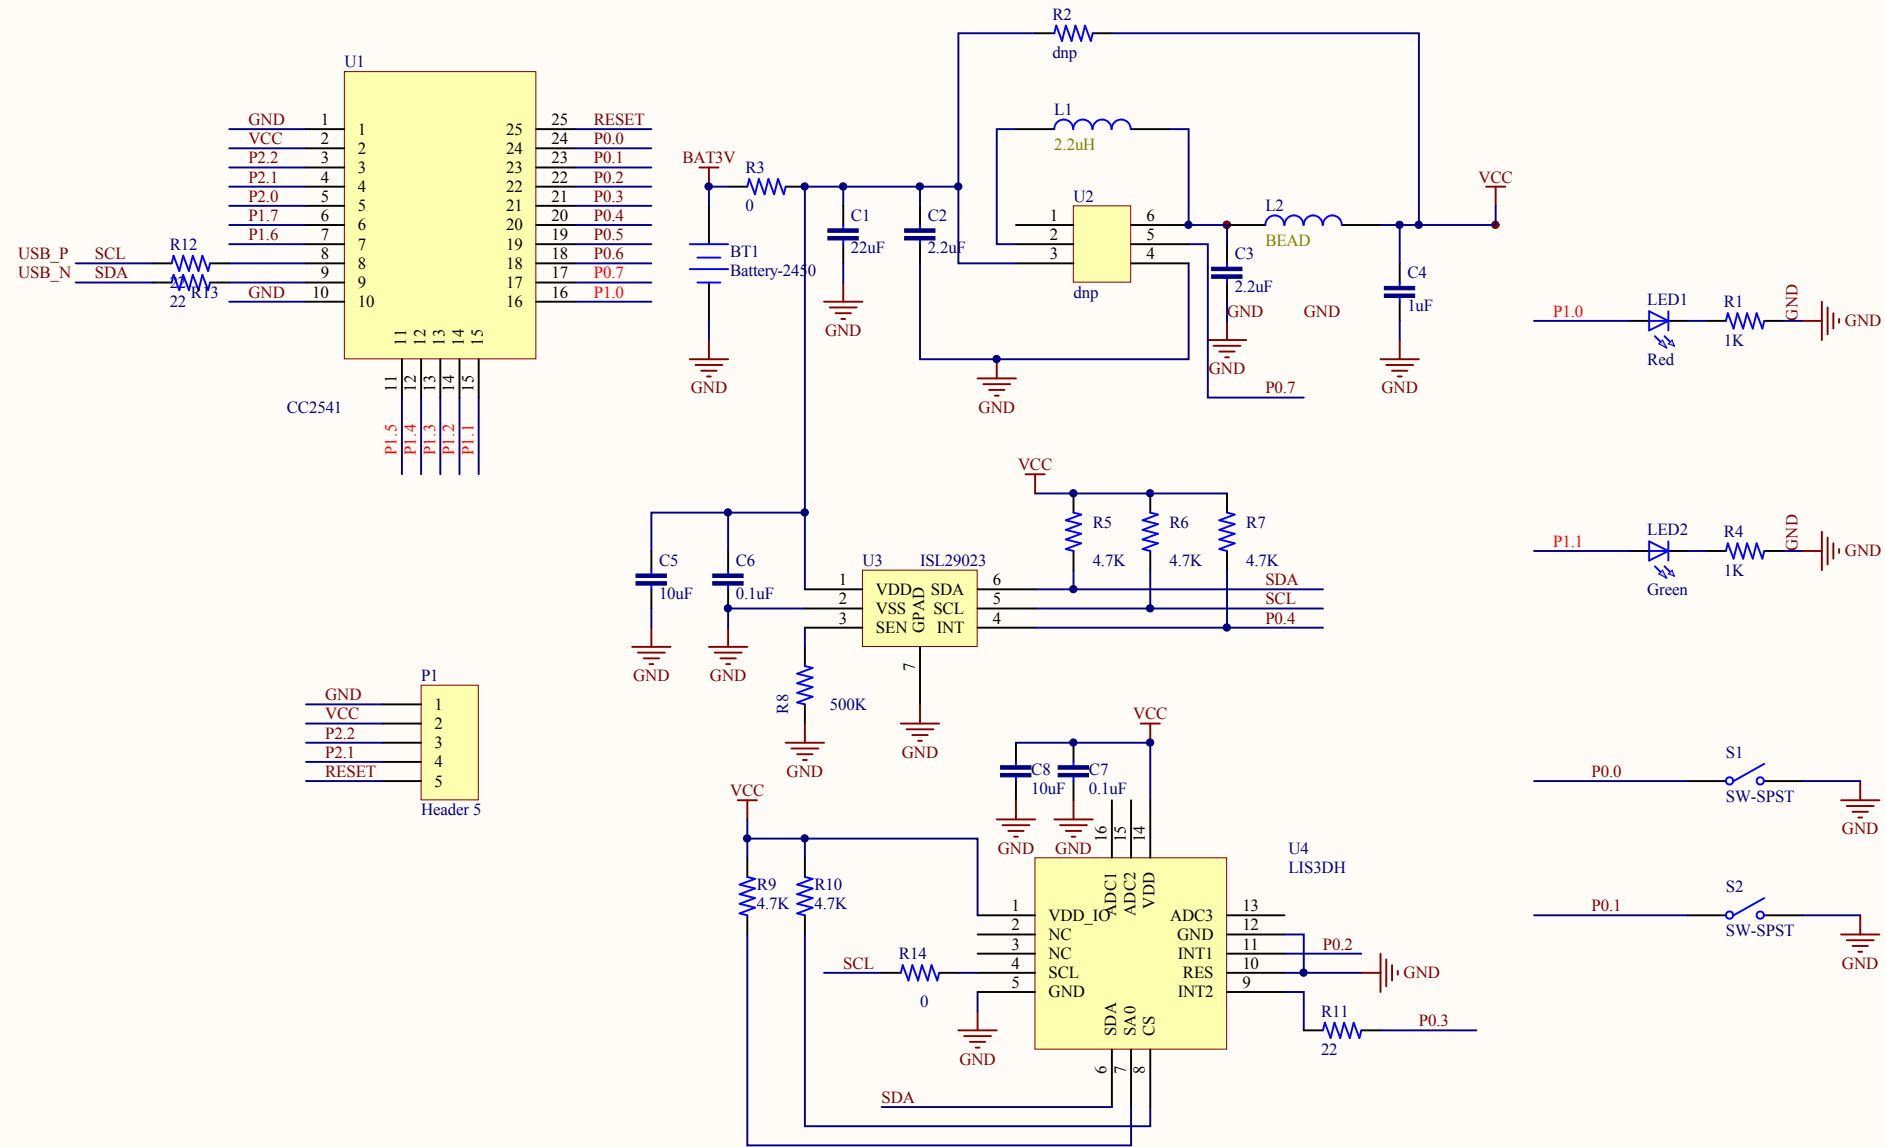 U1
GND 1 1
VCC 2 2
P2.2 3 3
P2.1 4 4
P2.0 5 5
P1.7 6 6
P1.6 7 7
USB_P SCL R12 8 8
USB_N SDA R13 9 9
22
22
GND 10 10
25 25 RESET
24 24 P0.0
23 23 P0.1
22 22 P0.2
21 21 P0.3
20 20 P0.4
19 19 P0.5
18 18 P0.6
17 17 P0.7
16 16 P1.0
11 12 13 14 15
11 12 13 14 15
P1.5 P1.4 P1.3 P1.2 P1.1
CC2541
BAT3V
R3
0
BT1
Battery-2450
GND
C1
22uF
GND
C2
2.2uF
R2
dnp
L1
2.2uH
U2
1 6
2 5
3 4
dnp
GND
L2
BEAD
C3
2.2uF
GND GND
GND
P0.7
VCC
C4
1uF
GND
P1.0
LED1
Red
R1
1K
GND
GND
P1.1
LED2
Green
R4
1K
GND
GND
VCC
R5 R6 R7
4.7K 4.7K 4.7K
C5
10uF
GND
C6
0.1uF
GND
U3 ISL29023
1 VDD SDA 6 SDA
2 VSS SCL 5 SCL
3 SEN INT 4 P0.4
GPAD
7
GND
R8
500K
GND
P1
GND 1
VCC 2
P2.2 3
P2.1 4
RESET 5
Header 5
VCC
C8
10uF
GND
C7
0.1uF
GND
VCC
R9
4.7K
R10
4.7K
U4
LIS3DH
16 15 14
ADC1 ADC2 VDD
1 VDD_IO
2 NC
3 NC
SCL R14 4 SCL
0
5 GND
GND
ADC3 13
GND 12
INT1 11 P0.2
RES 10 GND
INT2 9
R11
22
P0.3
SDA SA0 CS
6 7 8
SDA
P0.0
S1
SW-SPST
GND
P0.1
S2
SW-SPST
GND